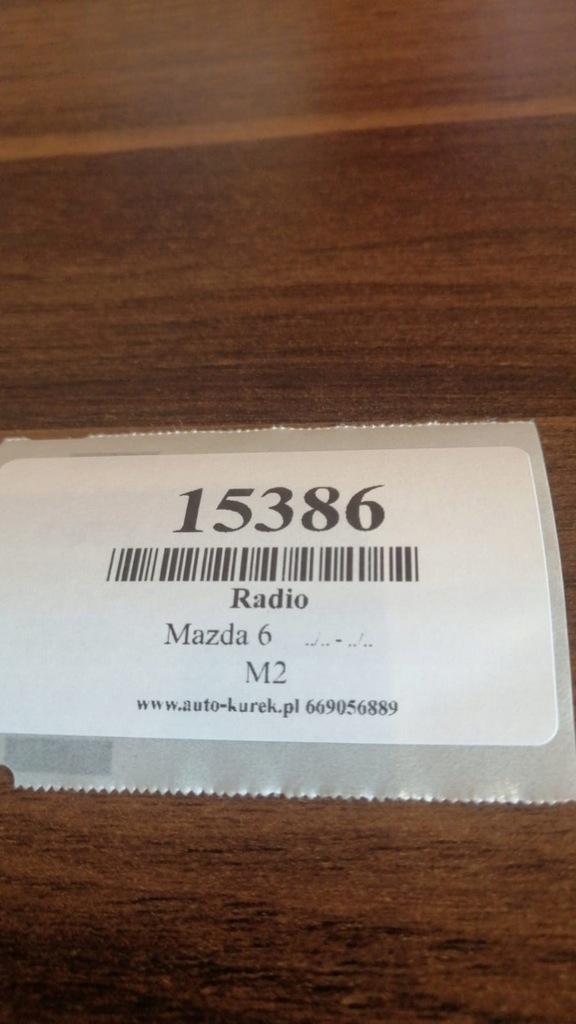 15386
Radio
Mazda 6 ../.. - ../..
M2
www.auto-kurek.pl 669056889